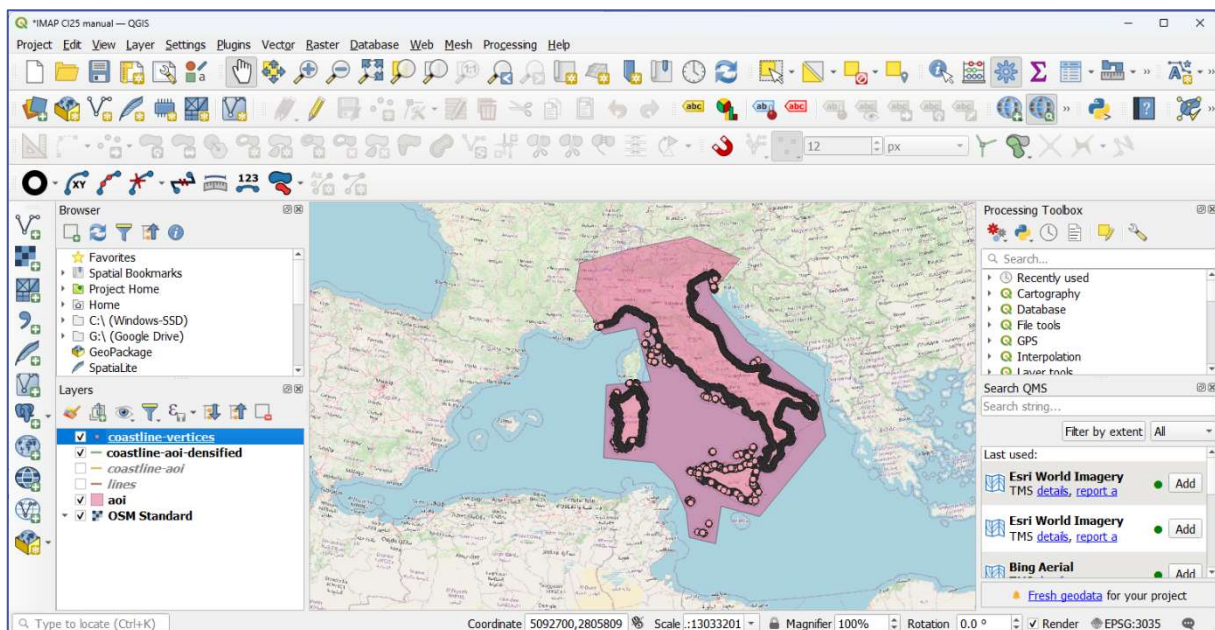 *IMAP CI25 manual — QGIS
Project Edit View Layer Settings Plugins Vector Raster Database Web Mesh Processing Help
12 px
XY 123
Browser
Favorites
Spatial Bookmarks
Project Home
Home
C:\ (Windows-SSD)
G:\ (Google Drive)
GeoPackage
SpatiaLite
Layers
coastline-vertices
coastline-aoi-densified
coastline-aoi
lines
aoi
OSM Standard
Processing Toolbox
Search...
Recently used
Cartography
Database
File tools
GPS
Interpolation
Layer tools
Search QMS
Search string...
Filter by extent All
Last used:
Esri World Imagery
TMS details, report a
Add
Esri World Imagery
TMS details, report a
Add
Bing Aerial
Add
Fresh geodata for your project
Type to locate (Ctrl+K) Coordinate 5092700,2805809 Scale .:13033201 Magnifier 100% Rotation 0.0 ° Render EPSG:3035